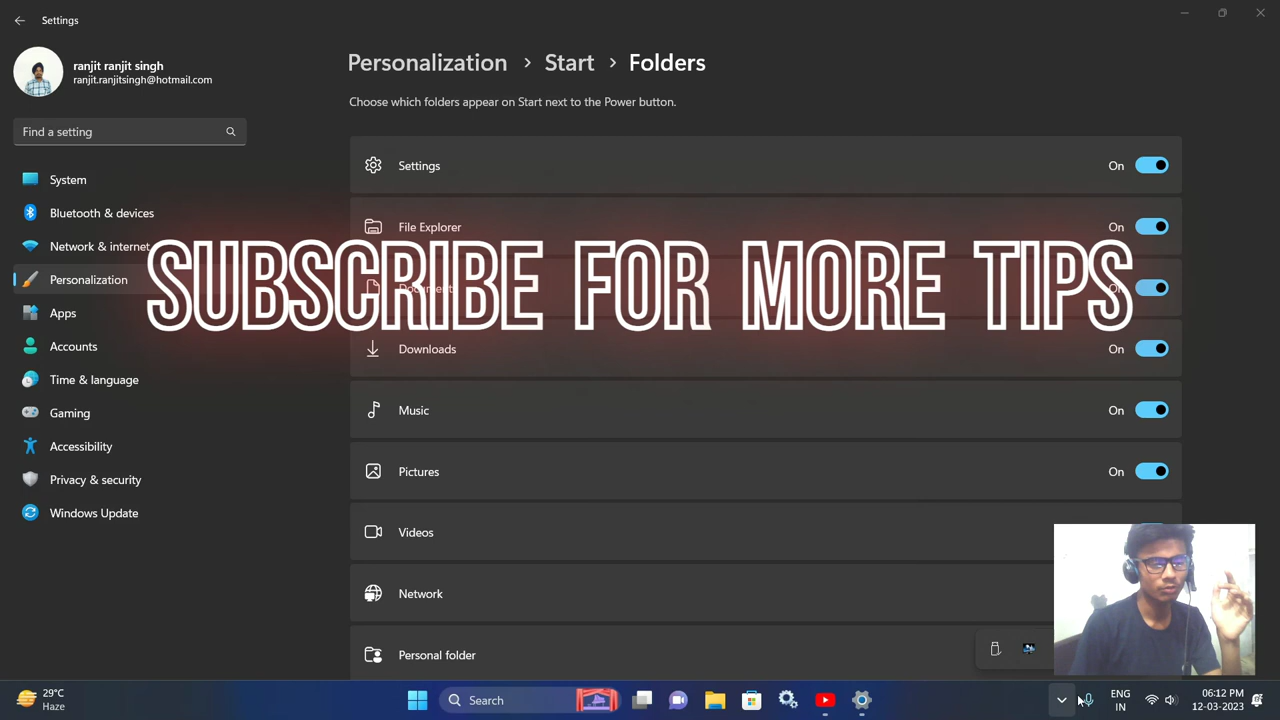 Settings
ranjit ranjit singh
ranjit.ranjitsingh@hotmail.com
Find a setting
System
Bluetooth & devices
Network & internet
Personalization
Apps
Accounts
Time & language
Gaming
Accessibility
Privacy & security
Windows Update
Personalization > Start > Folders
Choose which folders appear on Start next to the Power button.
Settings On
File Explorer On
SUBSCRIBE FOR MORE TIPS
Documents On
Downloads On
Music On
Pictures On
Videos
Network
Personal folder
29°C
Haze
Search
ENG
IN
06:12 PM
12-03-2023